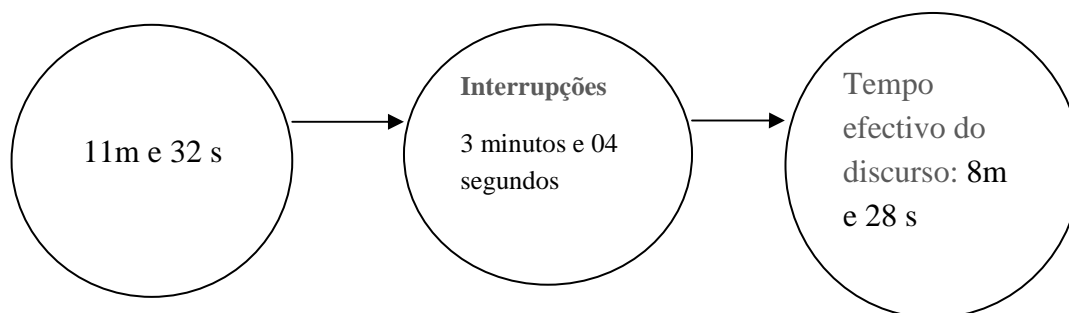 11m e 32 s
Interrupções
3 minutos e 04
segundos
Tempo
efectivo do
discurso: 8m
e 28 s